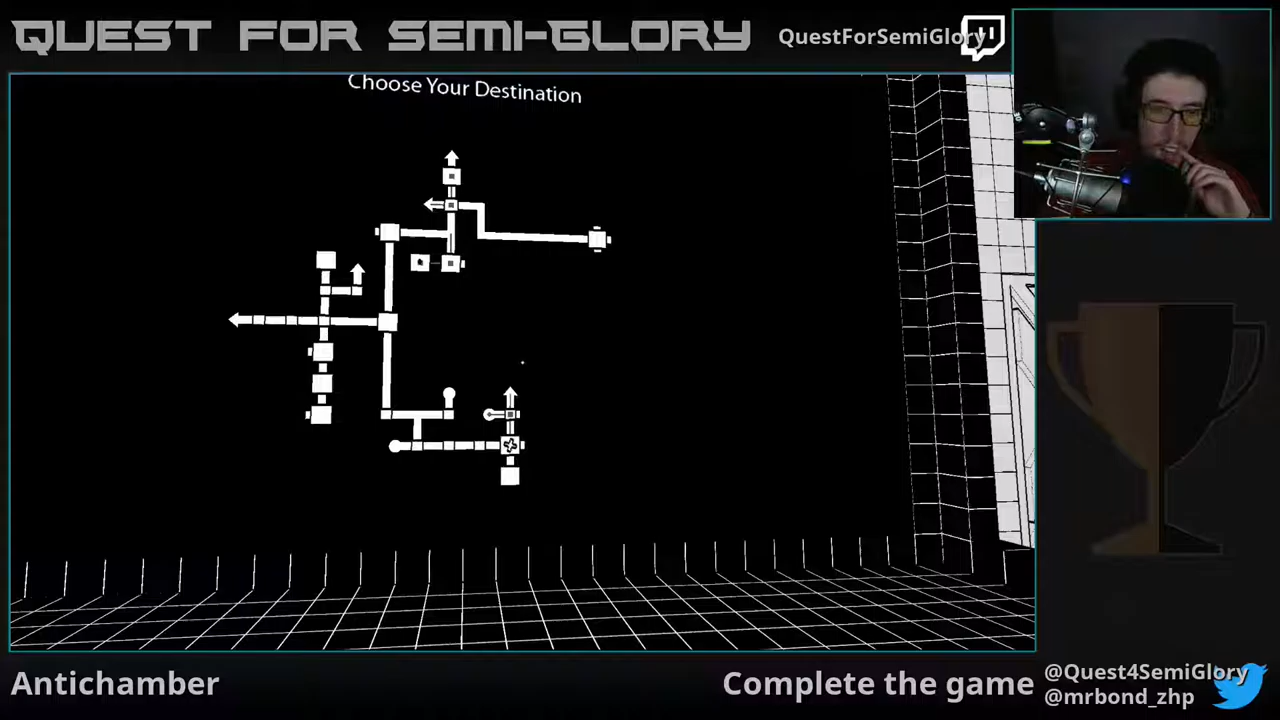 QUEST FOR SEMI-GLORY
QuestForSemiGlory
Choose Your Destination
Antichamber
Complete the game
@Quest4SemiGlory
@mrbond_zhp